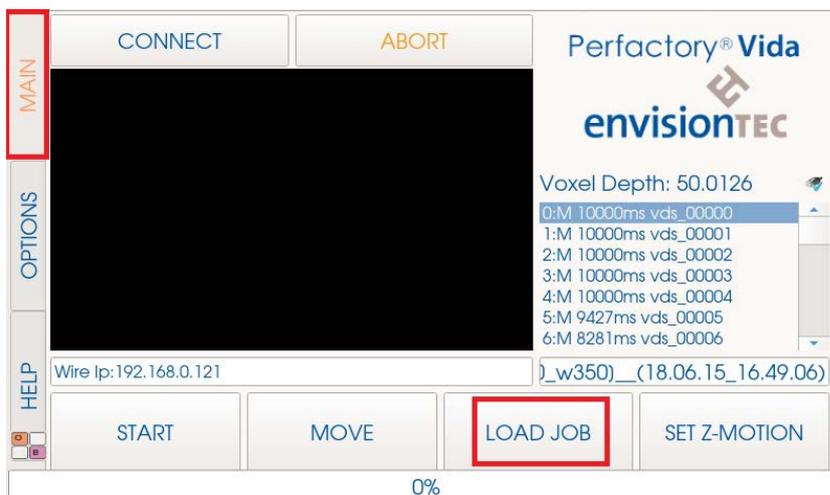 MAIN
OPTIONS
HELP
O
B
CONNECT
ABORT
Perfactory® Vida
envisionTEC
Voxel Depth: 50.0126
0:M 10000ms vds_00000
1:M 10000ms vds_00001
2:M 10000ms vds_00002
3:M 10000ms vds_00003
4:M 10000ms vds_00004
5:M 9427ms vds_00005
6:M 8281ms vds_00006
Wire Ip:192.168.0.121
)_w350)__(18.06.15_16.49.06)
START
MOVE
LOAD JOB
SET Z-MOTION
0%